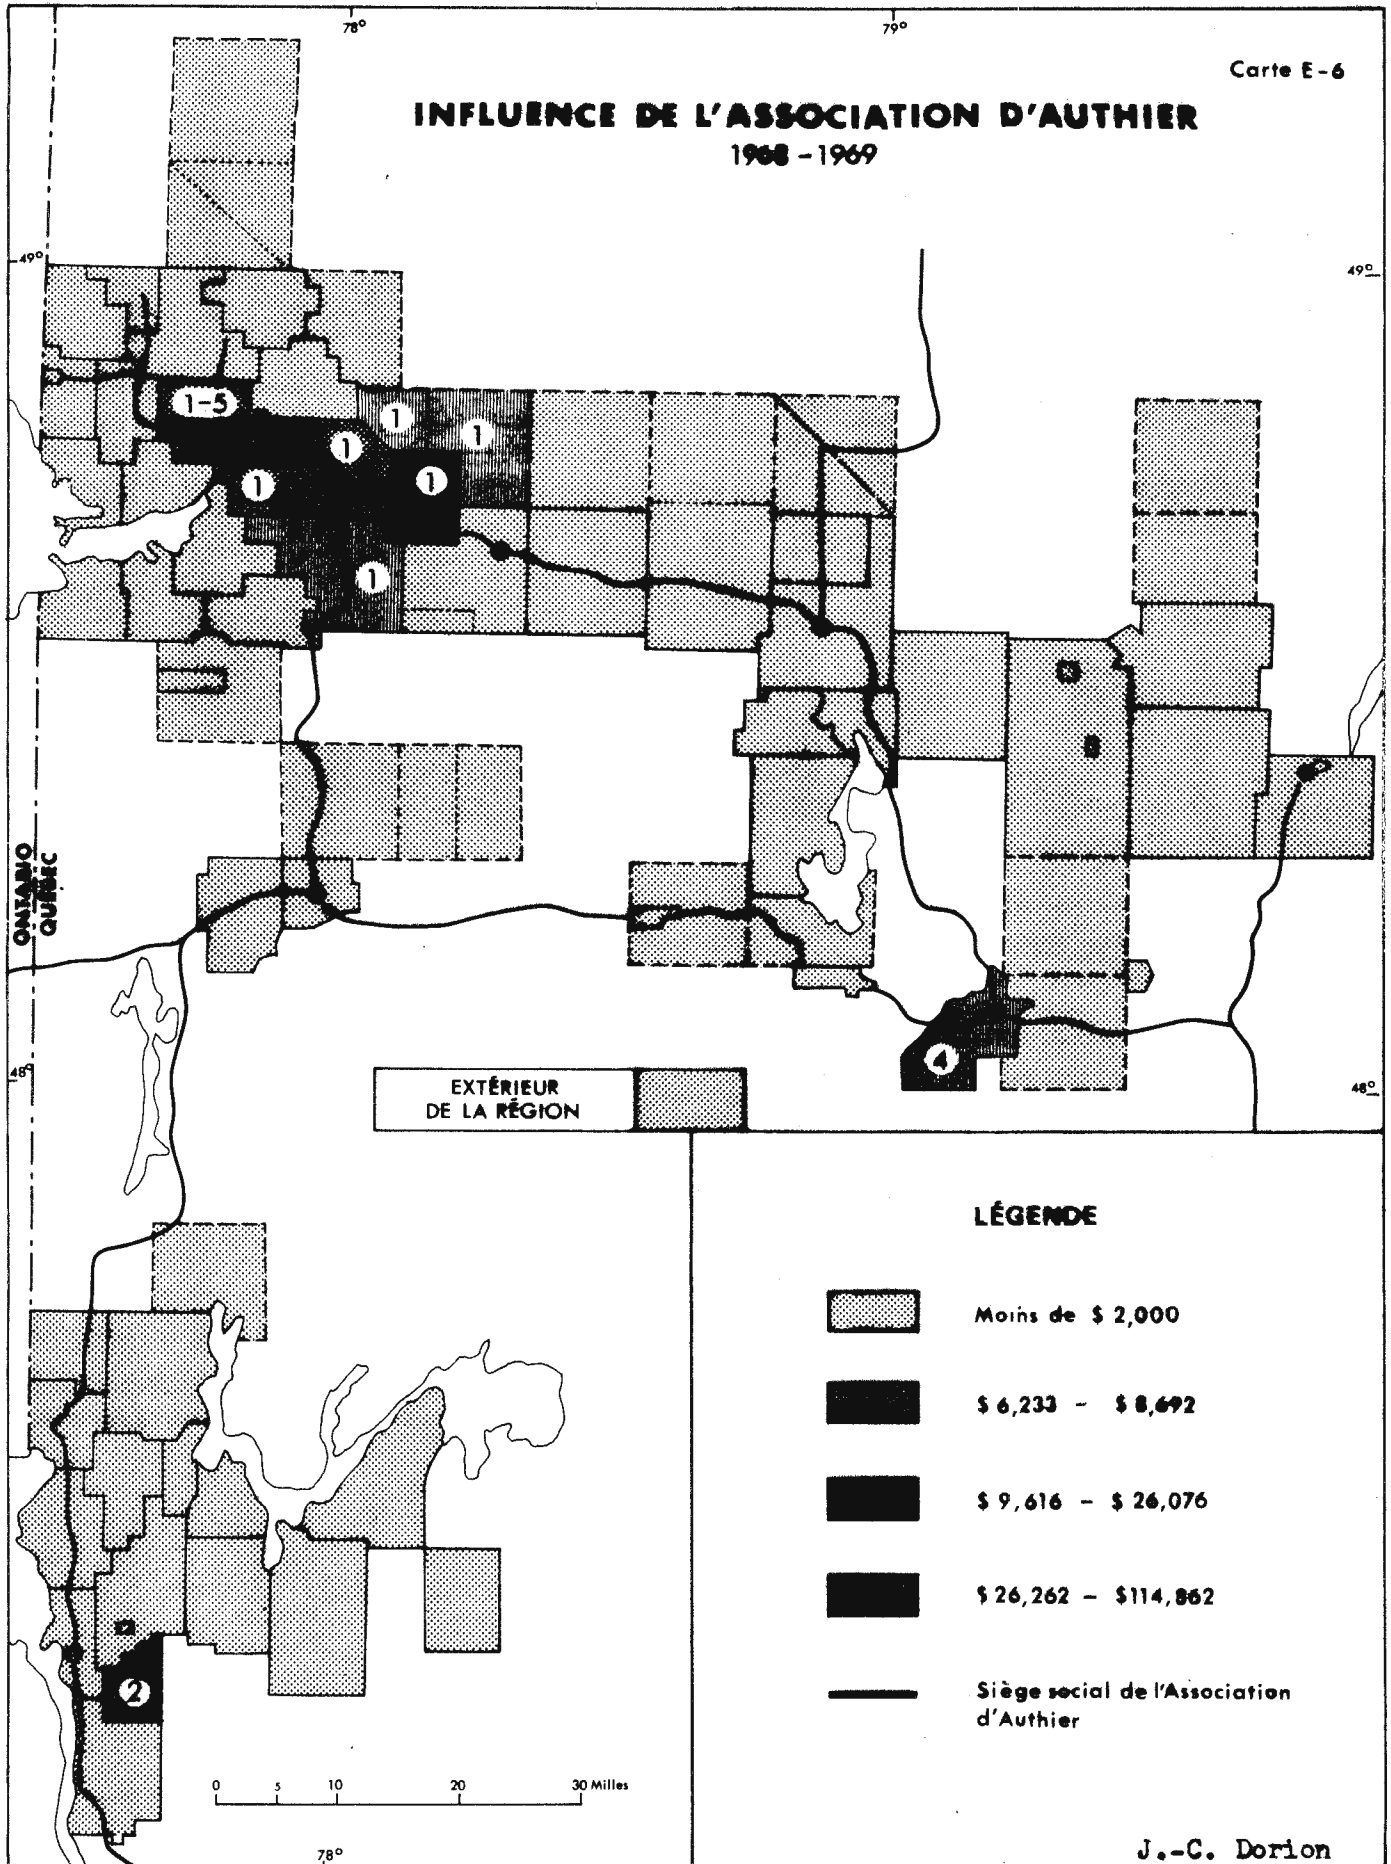 78°
79°
Carte E-6
INFLUENCE DE L'ASSOCIATION D'AUTHIER
1968 - 1969
49°
49°
1-5
1
1
1
1
1
1
ONTARIO
QUÉBEC
4
48°
48°
EXTÉRIEUR
DE LA RÉGION
LÉGENDE
Moins de $ 2,000
$ 6,233 - $ 8,692
$ 9,616 - $ 26,076
$ 26,262 - $114,862
Siège social de l'Association
d'Authier
2
0 5 10 20 30 Milles
78°
J.-C. Dorion